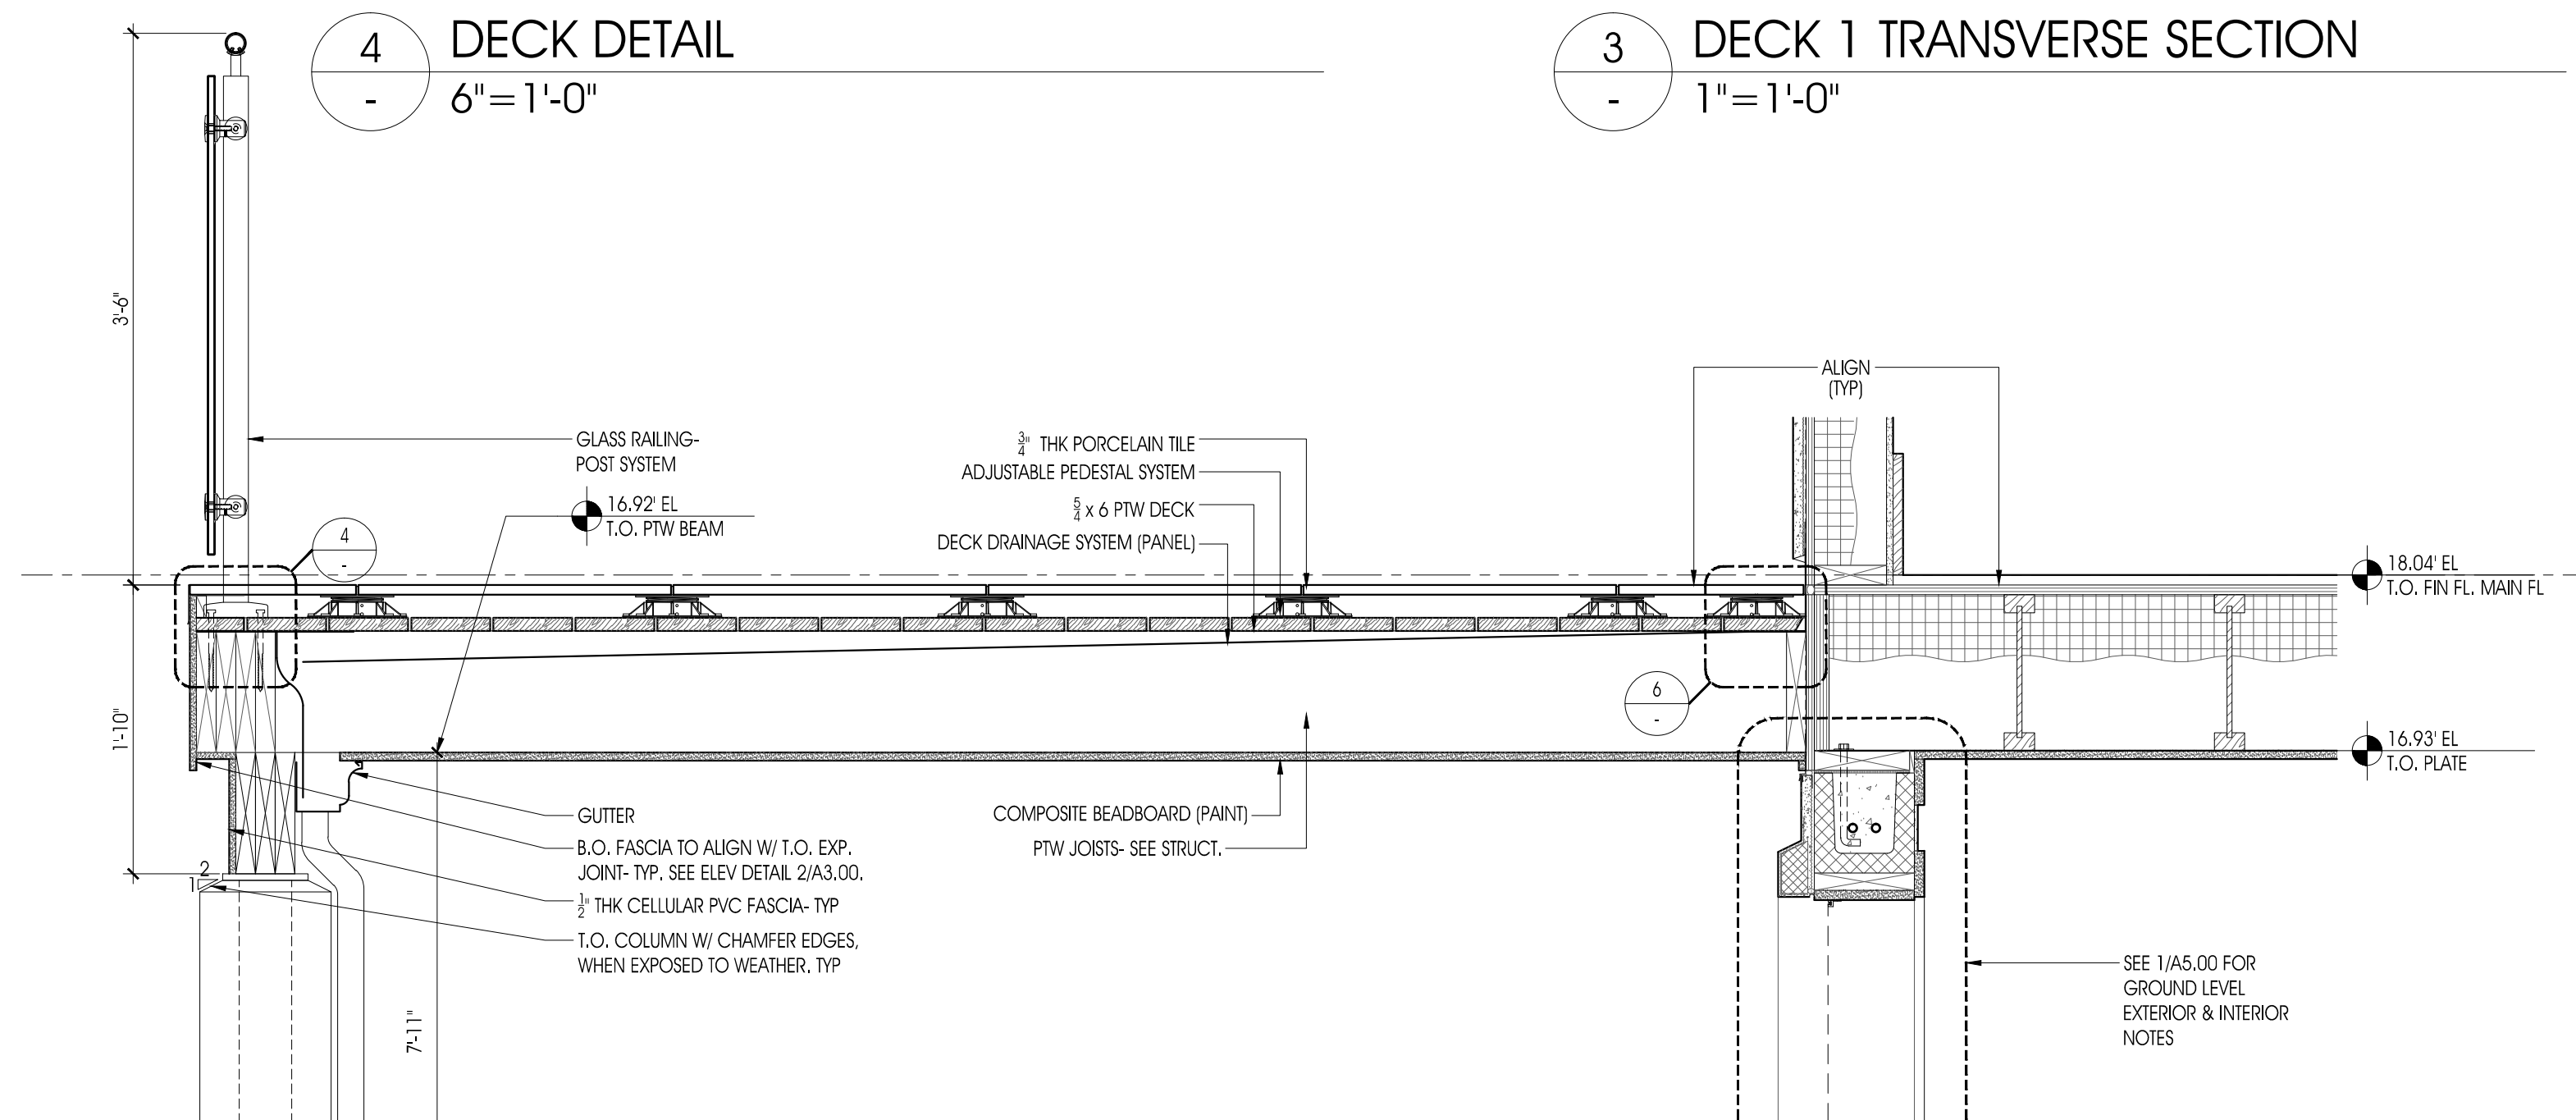 4
-
DECK DETAIL
6"=1'-0"
3
-
DECK 1 TRANSVERSE SECTION
1"=1'-0"
3'-6"
GLASS RAILING-
POST SYSTEM
16.92' EL
T.O. PTW BEAM
4
-
3/4" THK PORCELAIN TILE
ADJUSTABLE PEDESTAL SYSTEM
5/4 x 6 PTW DECK
DECK DRAINAGE SYSTEM (PANEL)
ALIGN
(TYP)
18.04' EL
T.O. FIN FL. MAIN FL
6
-
1'-10"
16.93' EL
T.O. PLATE
GUTTER
B.O. FASCIA TO ALIGN W/ T.O. EXP.
JOINT- TYP. SEE ELEV DETAIL 2/A3.00.
1/2" THK CELLULAR PVC FASCIA- TYP
T.O. COLUMN W/ CHAMFER EDGES,
WHEN EXPOSED TO WEATHER. TYP
COMPOSITE BEADBOARD (PAINT)
PTW JOISTS- SEE STRUCT.
2
1
7'-11"
SEE 1/A5.00 FOR
GROUND LEVEL
EXTERIOR & INTERIOR
NOTES